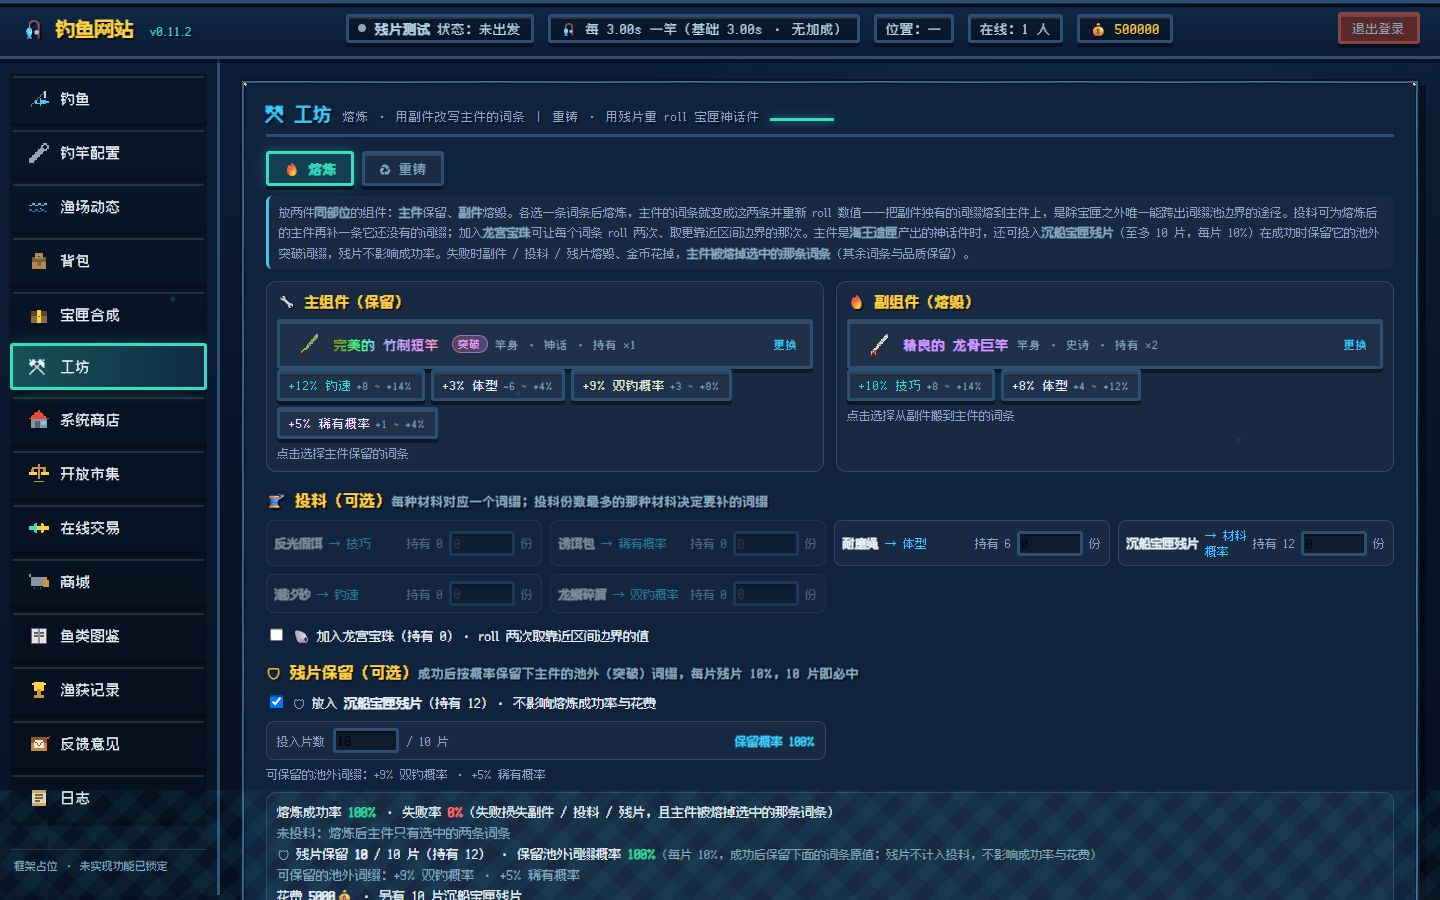 钓鱼网站 v0.11.2
残片测试 状态：未出发
每 3.00s 一竿（基础 3.00s · 无加成）
位置：—
在线：1 人
500000
退出登录
钓鱼
钓竿配置
渔场动态
背包
宝匣合成
工坊
系统商店
开放市集
在线交易
商城
鱼类图鉴
渔获记录
反馈意见
日志
框架占位 · 未实现功能已锁定
工坊 熔炼 · 用副件改写主件的词条 | 重铸 · 用残片重 roll 宝匣神话件
熔炼
重铸
放两件同部位的组件：主件保留、副件熔毁。各选一条词条后熔炼，主件的词条就变成这两条并重新 roll 数值——把副件独有的词缀熔到主件上，是除宝匣之外唯一能跨出词缀池边界的途径。投料可为熔炼后
的主件再补一条它还没有的词缀；加入龙宫宝珠可让每个词条 roll 两次、取更靠近区间边界的那次。主件是海王遗匣产出的神话件时，还可投入沉船宝匣残片（至多 10 片，每片 10%）在成功时保留它的池外
突破词缀，残片不影响成功率。失败时副件 / 投料 / 残片熔毁、金币花掉，主件被熔掉选中的那条词条（其余词条与品质保留）。
主组件（保留）
完美的 竹制短竿 突破 竿身 · 神话 · 持有 ×1 更换
+12% 钓速 +8 ~ +14%
+3% 体型 -6 ~ +4%
+9% 双钓概率 +3 ~ +8%
+5% 稀有概率 +1 ~ +4%
点击选择主件保留的词条
副组件（熔毁）
精良的 龙骨巨竿 竿身 · 史诗 · 持有 ×2 更换
+10% 技巧 +8 ~ +14%
+8% 体型 +4 ~ +12%
点击选择从副件搬到主件的词条
投料（可选） 每种材料对应一个词缀；投料份数最多的那种材料决定要补的词缀
反光假饵 → 技巧 持有 0 0 份
诱饵包 → 稀有概率 持有 0 0 份
耐磨绳 → 体型 持有 6 0 份
沉船宝匣残片 → 材料概率 持有 12 0 份
潮汐砂 → 钓速 持有 0 0 份
龙鳞碎屑 → 双钓概率 持有 0 0 份
加入龙宫宝珠（持有 0）· roll 两次取靠近区间边界的值
残片保留（可选） 成功后按概率保留下主件的池外（突破）词缀，每片残片 10%，10 片即必中
放入 沉船宝匣残片（持有 12）· 不影响熔炼成功率与花费
投入片数 10 / 10 片 保留概率 100%
可保留的池外词缀：+9% 双钓概率 · +5% 稀有概率
熔炼成功率 100% · 失败率 0%（失败损失副件 / 投料 / 残片，且主件被熔掉选中的那条词条）
未投料：熔炼后主件只有选中的两条词条
残片保留 10 / 10 片（持有 12） · 保留池外词缀概率 100%（每片 10%，成功后保留下面的词条原值；残片不计入投料，不影响成功率与花费）
可保留的池外词缀：+9% 双钓概率 · +5% 稀有概率
花费 5000 · 另有 10 片沉船宝匣残片